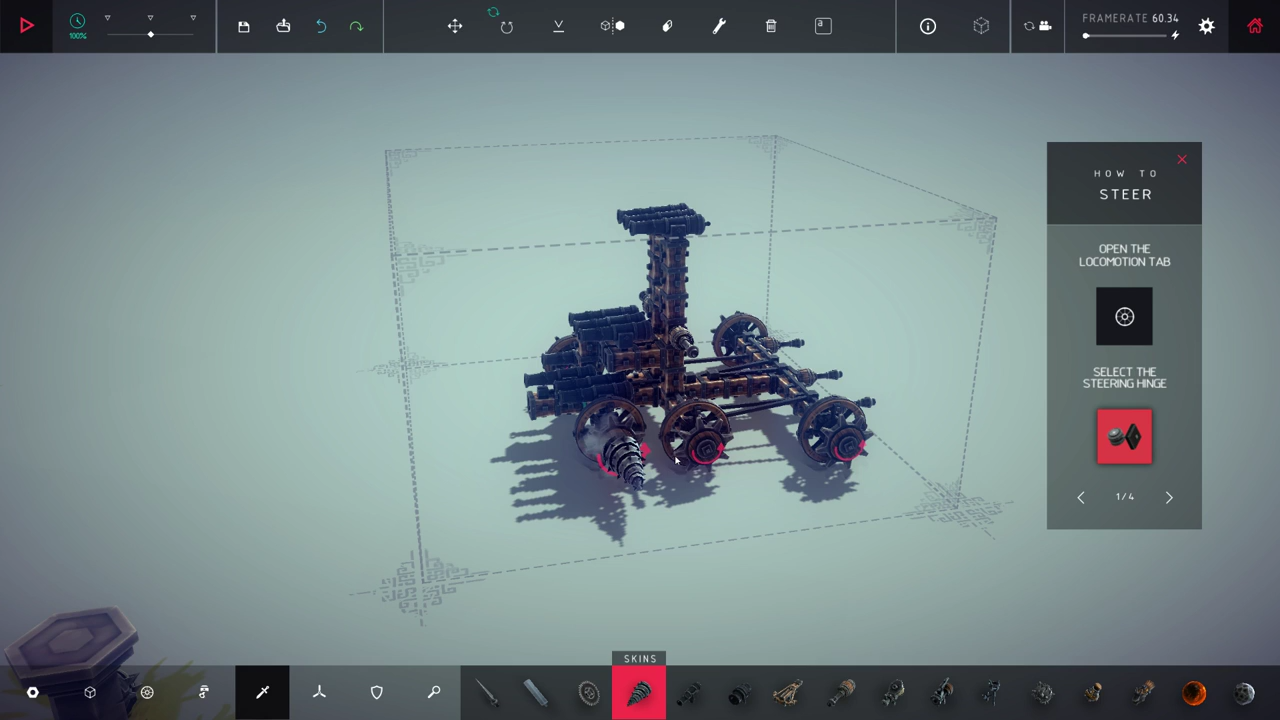 100%
a
FRAMERATE 60.34
HOW TO
STEER
OPEN THE
LOCOMOTION TAB
SELECT THE
STEERING HINGE
1/4
SKINS